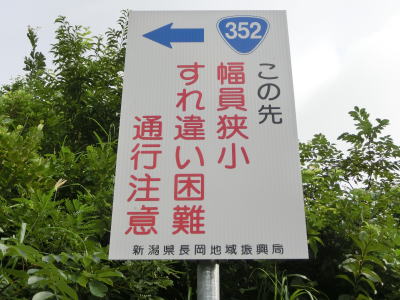 352
この先
幅員狭小
すれ違い困難
通行注意
新潟県長岡地域振興局